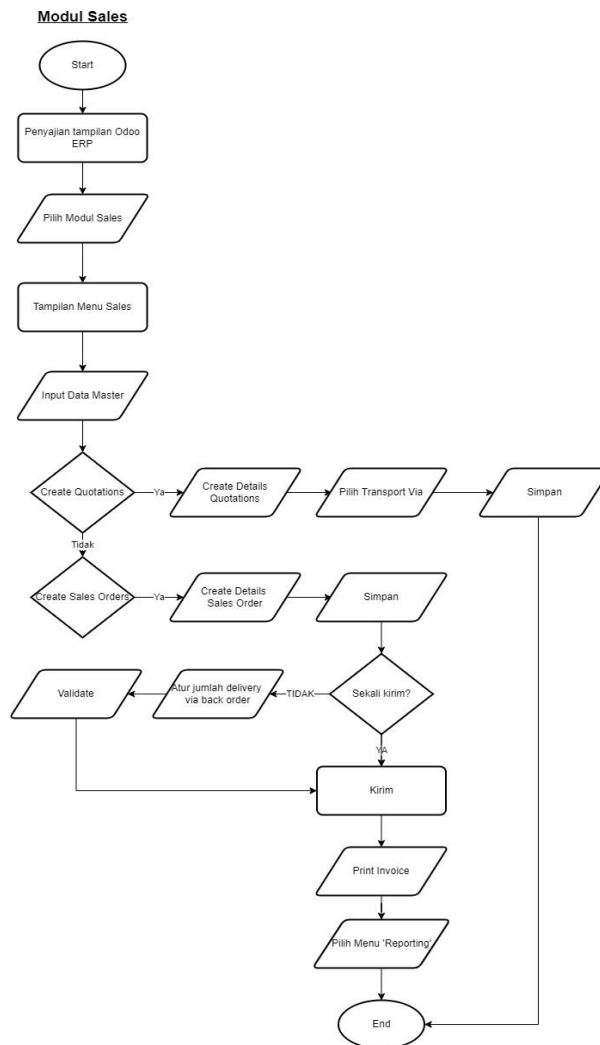 Modul Sales
Start
Penyajian tampilan Odoo
ERP
Pilih Modul Sales
Tampilan Menu Sales
Input Data Master
Create Quotations
Ya
Create Details
Quotations
Pilih Transport Via
Simpan
Tidak
Create Sales Orders
Ya
Create Details
Sales Order
Simpan
Validate
Atur jumlah delivery
via back order
TIDAK
Sekali kirim?
YA
Kirim
Print Invoice
Pilih Menu 'Reporting'
End